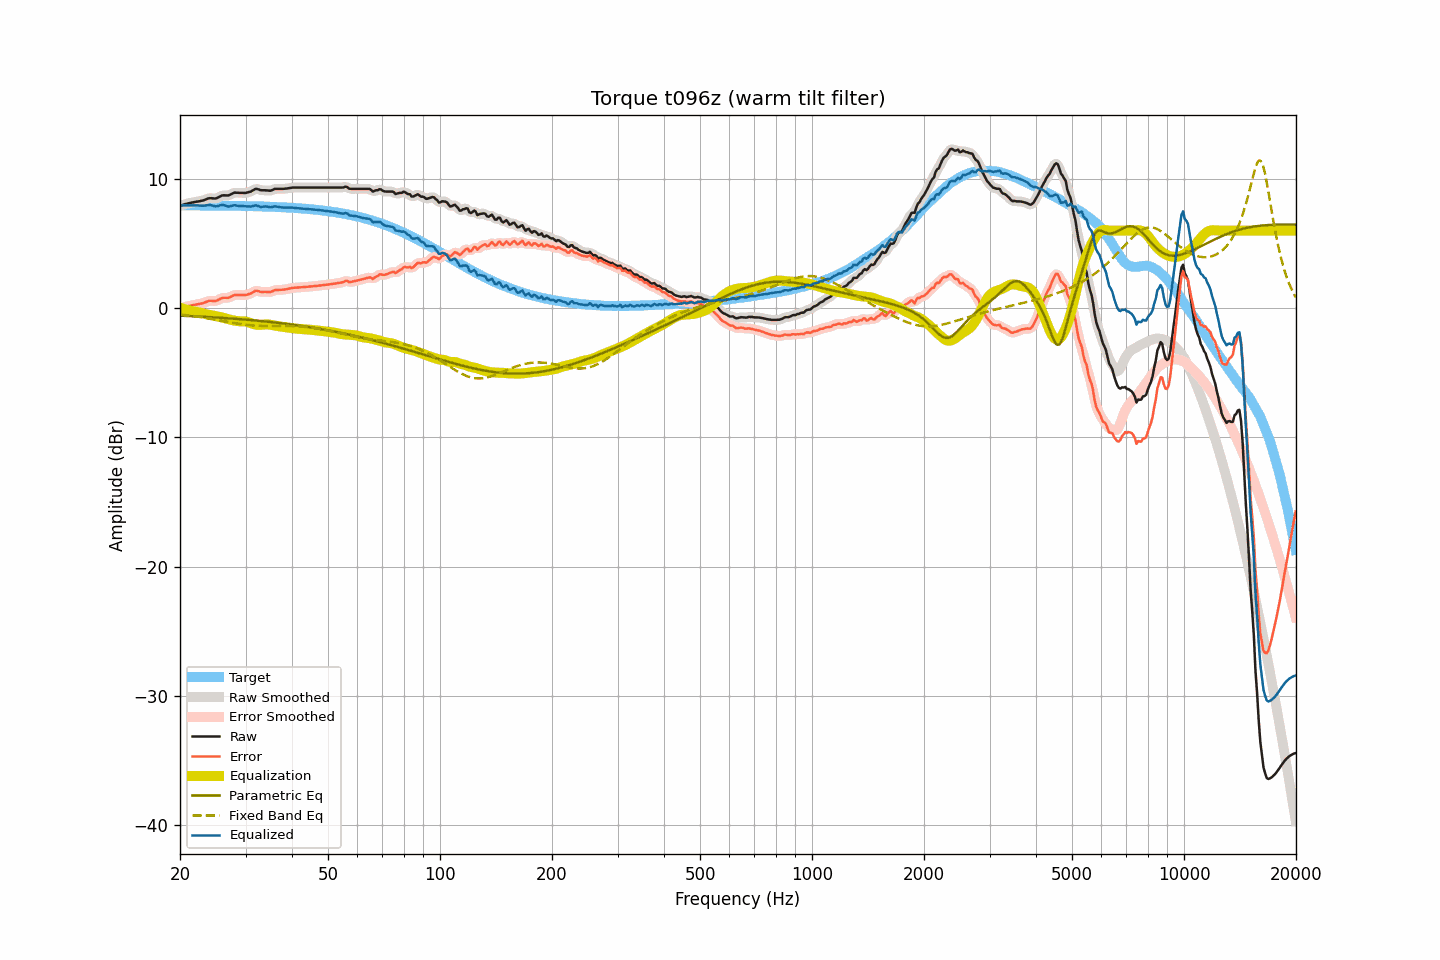 Torque t096z (warm tilt filter)
Amplitude (dBr)
10
0
−10
−20
−30
−40
Target
Raw Smoothed
Error Smoothed
Raw
Error
Equalization
Parametric Eq
Fixed Band Eq
Equalized
20 50 100 200 500 1000 2000 5000 10000 20000
Frequency (Hz)